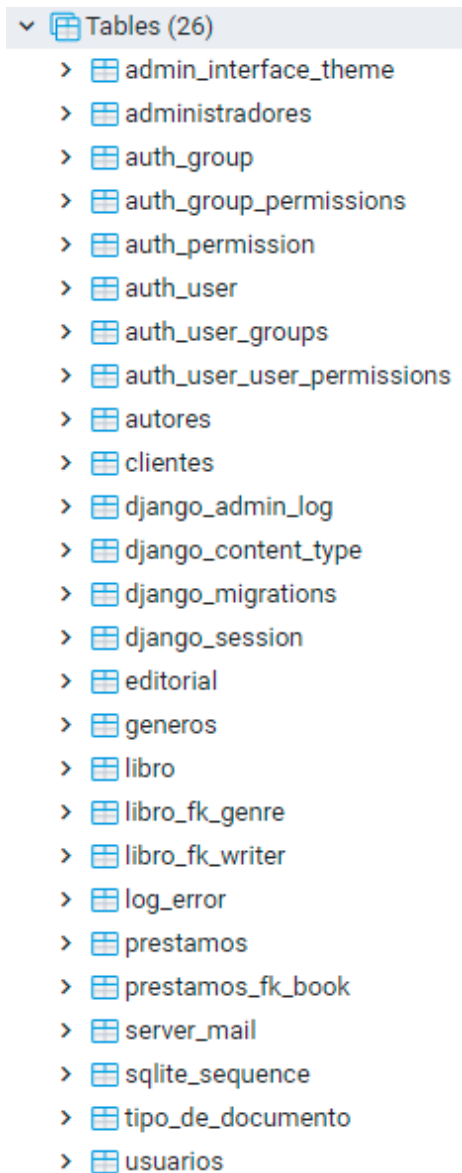 Tables (26)
admin_interface_theme
administradores
auth_group
auth_group_permissions
auth_permission
auth_user
auth_user_groups
auth_user_user_permissions
autores
clientes
django_admin_log
django_content_type
django_migrations
django_session
editorial
generos
libro
libro_fk_genre
libro_fk_writer
log_error
prestamos
prestamos_fk_book
server_mail
sqlite_sequence
tipo_de_documento
usuarios